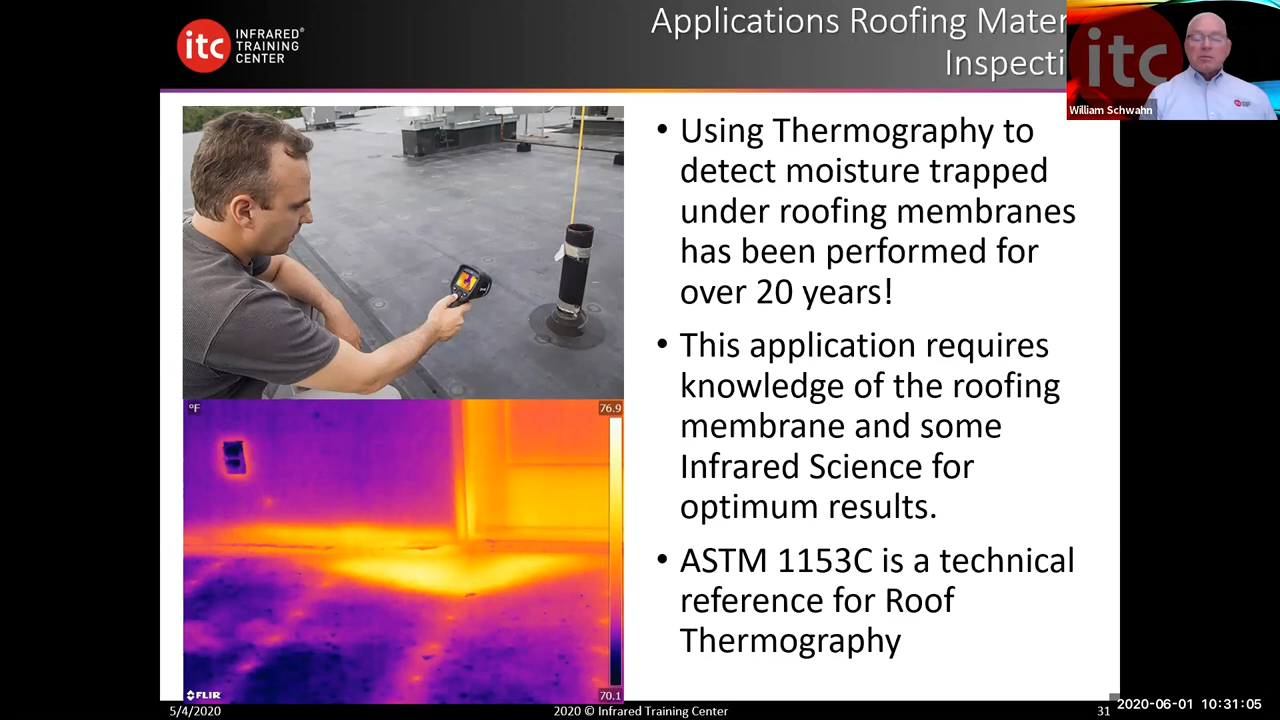 itc INFRARED®
TRAINING
CENTER
Applications Roofing Mater
Inspecti
itc
William Schwahn
• Using Thermography to
detect moisture trapped
under roofing membranes
has been performed for
over 20 years!
• This application requires
knowledge of the roofing
membrane and some
Infrared Science for
optimum results.
• ASTM 1153C is a technical
reference for Roof
Thermography
°F 76.9
FLIR 70.1
5/4/2020 2020 © Infrared Training Center 31
2020-06-01 10:31:05